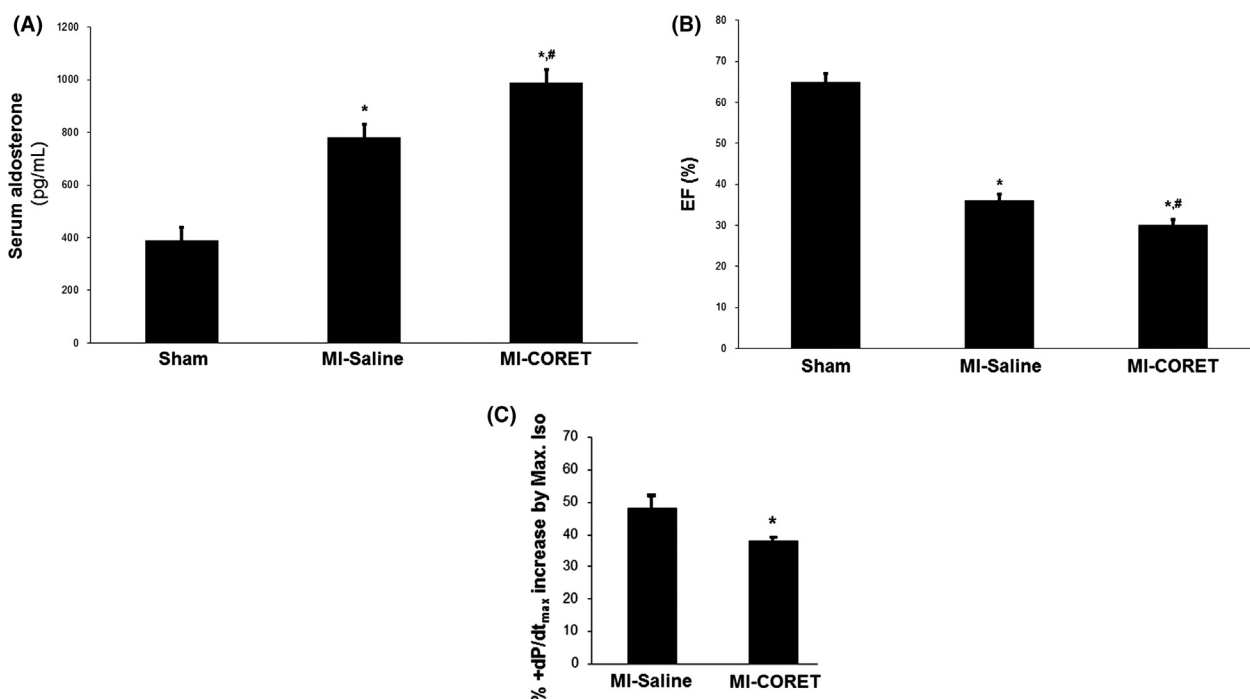 (A)
Serum aldosterone
(pg/mL)
1200
1000
800
600
400
200
0
*
*,#
Sham MI-Saline MI-CORET
(B)
EF (%)
80
70
60
50
40
30
20
10
0
*
*,#
Sham MI-Saline MI-CORET
(C)
% +dP/dtmax increase by Max. Iso
70
60
50
40
30
20
10
0
*
MI-Saline MI-CORET